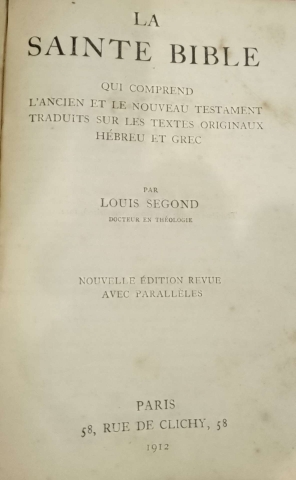 LA
SAINTE BIBLE
QUI COMPREND
L'ANCIEN ET LE NOUVEAU TESTAMENT
TRADUITS SUR LES TEXTES ORIGINAUX
HÉBREU ET GREC
PAR
LOUIS SEGOND
DOCTEUR EN THÉOLOGIE
NOUVELLE ÉDITION REVUE
AVEC PARALLÈLES
PARIS
58, RUE DE CLICHY, 58
1912